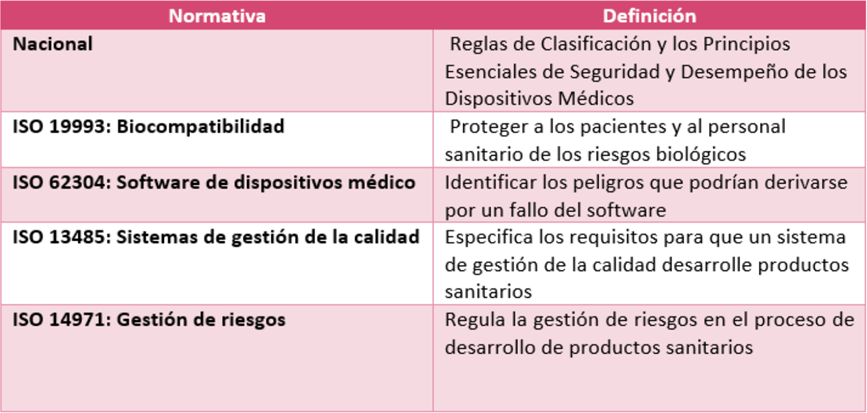 Normativa
Definición
Nacional
Reglas de Clasificación y los Principios
Esenciales de Seguridad y Desempeño de los
Dispositivos Médicos
ISO 19993: Biocompatibilidad
Proteger a los pacientes y al personal
sanitario de los riesgos biológicos
ISO 62304: Software de dispositivos médico
Identificar los peligros que podrían derivarse
por un fallo del software
ISO 13485: Sistemas de gestión de la calidad
Especifica los requisitos para que un sistema
de gestión de la calidad desarrolle productos
sanitarios
ISO 14971: Gestión de riesgos
Regula la gestión de riesgos en el proceso de
desarrollo de productos sanitarios